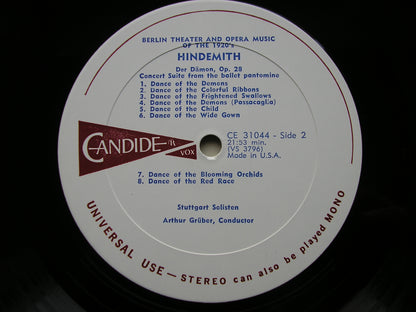 BERLIN THEATER AND OPERA MUSIC
OF THE 1920's
HINDEMITH
Der Dämon, Op. 28
Concert Suite from the ballet pantomine
1. Dance of the Demons
2. Dance of the Colorful Ribbons
3. Dance of the Frightened Swallows
4. Dance of the Demons (Passacaglia)
5. Dance of the Child
6. Dance of the Wide Gown
CANDIDE
VOX
CE 31044 - Side 2
21:53 min.
(VS 3796)
Made in U.S.A.
7. Dance of the Blooming Orchids
8. Dance of the Red Race
Stuttgart Solisten
Arthur Grüber, Conductor
UNIVERSAL USE — STEREO can also be played MONO